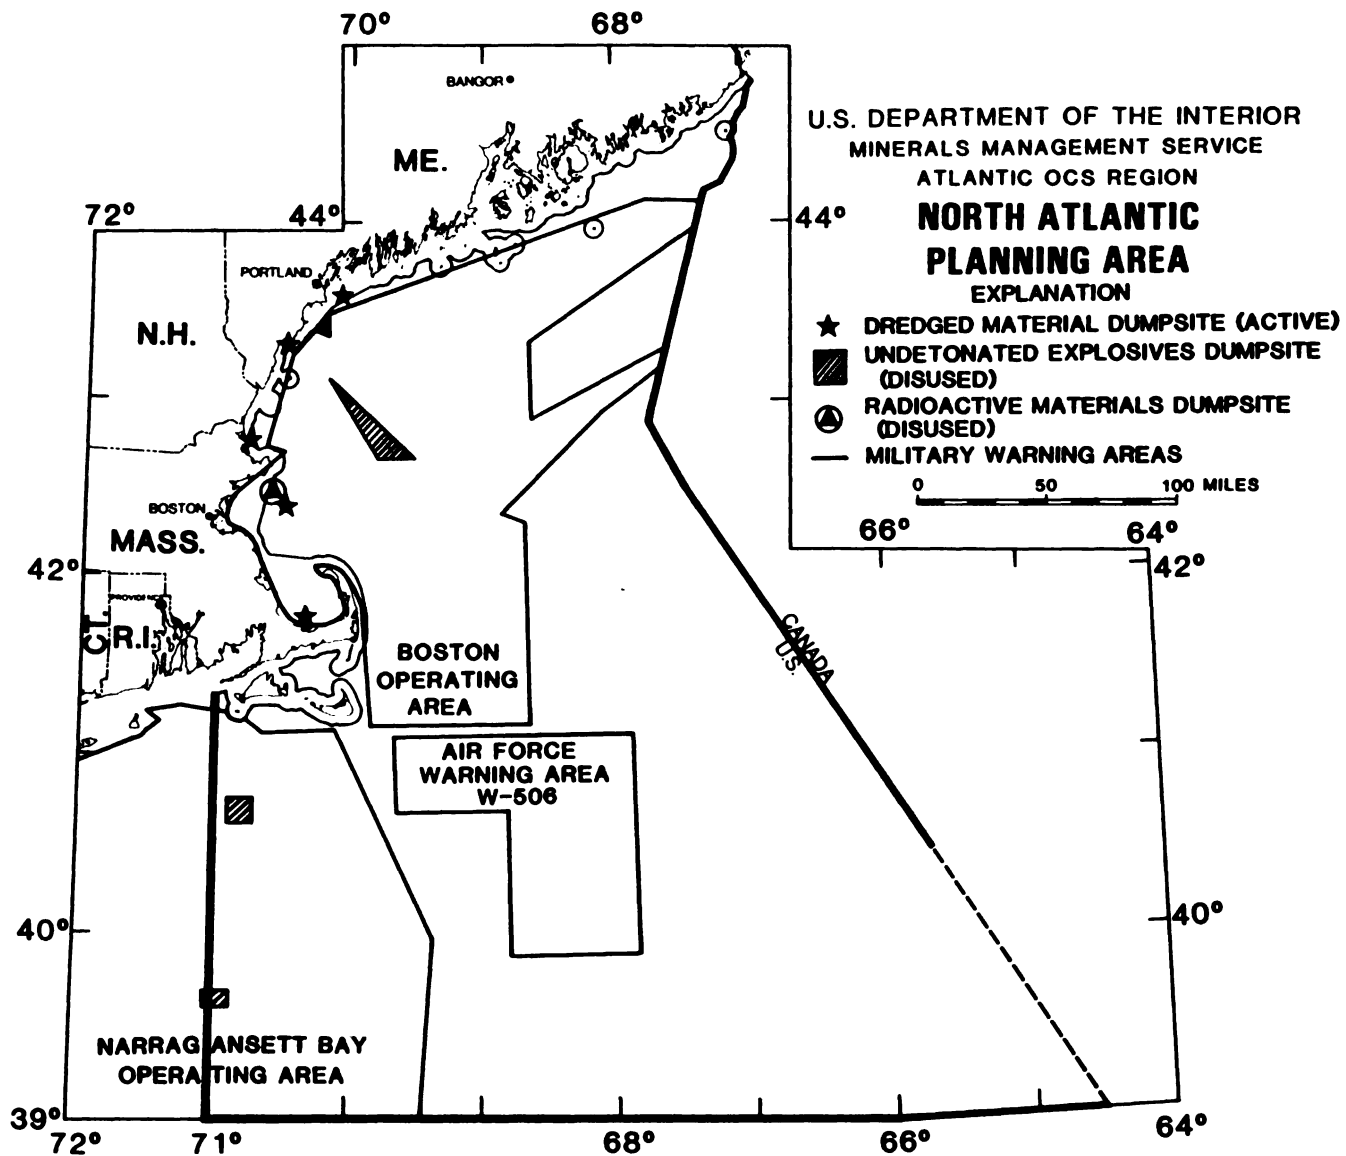 70° 68°
BANGOR
U.S. DEPARTMENT OF THE INTERIOR
MINERALS MANAGEMENT SERVICE
ATLANTIC OCS REGION
NORTH ATLANTIC
PLANNING AREA
EXPLANATION
DREDGED MATERIAL DUMPSITE (ACTIVE)
UNDETONATED EXPLOSIVES DUMPSITE
(DISUSED)
RADIOACTIVE MATERIALS DUMPSITE
(DISUSED)
MILITARY WARNING AREAS
0 50 100 MILES
ME.
72° 44° 44°
PORTLAND
N.H.
BOSTON
MASS.
66° 64°
42° 42°
PROVIDENCE
CT.
R.I.
CANADA
U.S.
BOSTON
OPERATING
AREA
AIR FORCE
WARNING AREA
W-506
40° 40°
NARRAGANSETT BAY
OPERATING AREA
39°
72° 71° 68° 66° 64°